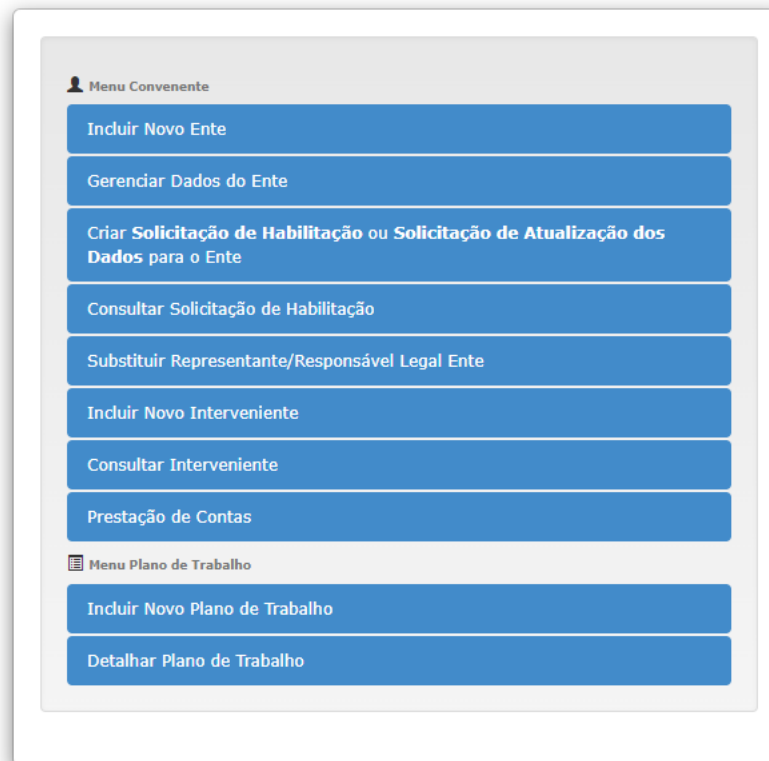 Menu Convenente
Incluir Novo Ente
Gerenciar Dados do Ente
Criar Solicitação de Habilitação ou Solicitação de Atualização dos
Dados para o Ente
Consultar Solicitação de Habilitação
Substituir Representante/Responsável Legal Ente
Incluir Novo Interveniente
Consultar Interveniente
Prestação de Contas
Menu Plano de Trabalho
Incluir Novo Plano de Trabalho
Detalhar Plano de Trabalho